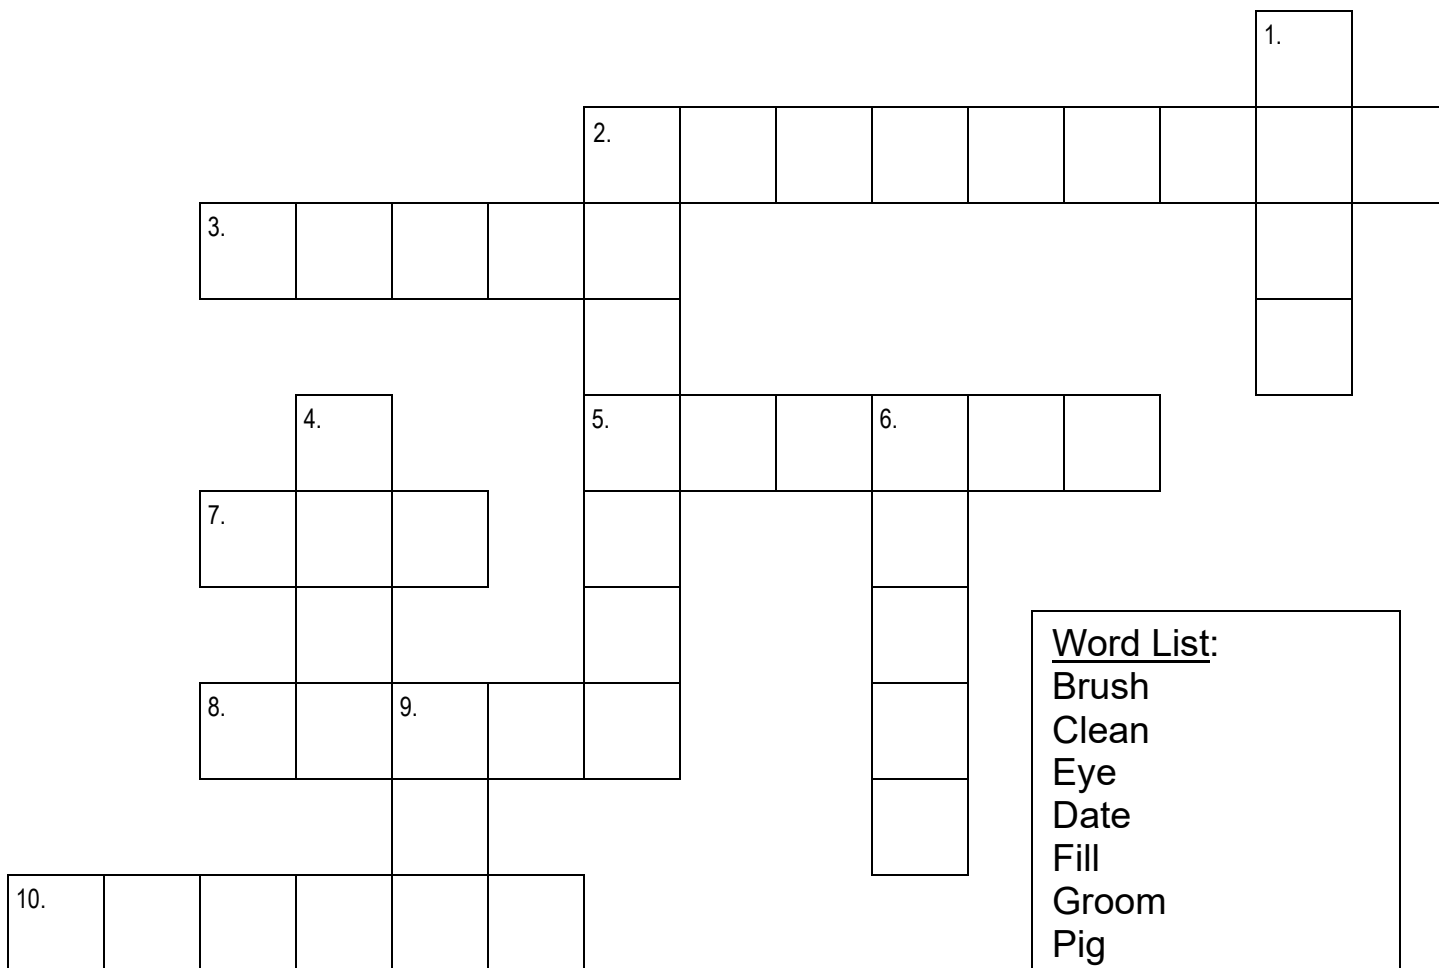 1.
2.
3.
4.
5.
6.
7.
8.
9.
10.
Word List:
Brush
Clean
Eye
Date
Fill
Groom
Pig